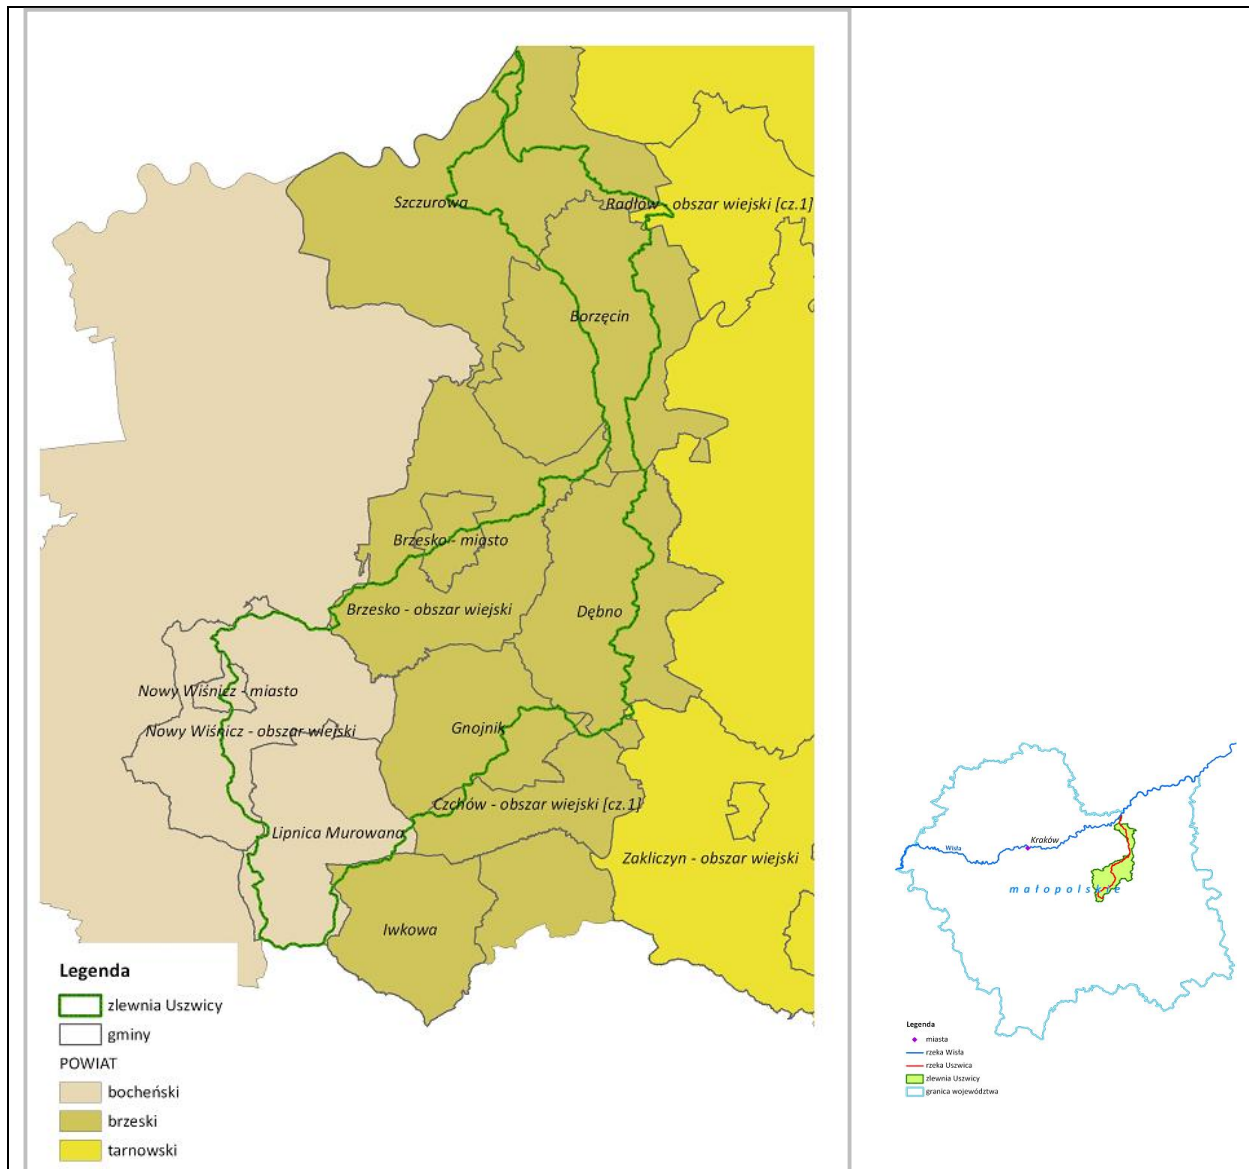 Szczurowa
Radłów - obszar wiejski [cz.1]
Borzęcin
Brzesko - miasto
Brzesko - obszar wiejski
Dębno
Nowy Wiśnicz - miasto
Nowy Wiśnicz - obszar wiejski
Gnojnik
Czchów - obszar wiejski [cz.1]
Lipnica Murowana
Zakliczyn - obszar wiejski
Iwkowa
Legenda
zlewnia Uszwicy
gminy
POWIAT
bocheński
brzeski
tarnowski
Kraków
Wisła
małopolskie
Legenda
miasta
rzeka Wisła
rzeka Uszwica
zlewnia Uszwicy
granica województwa